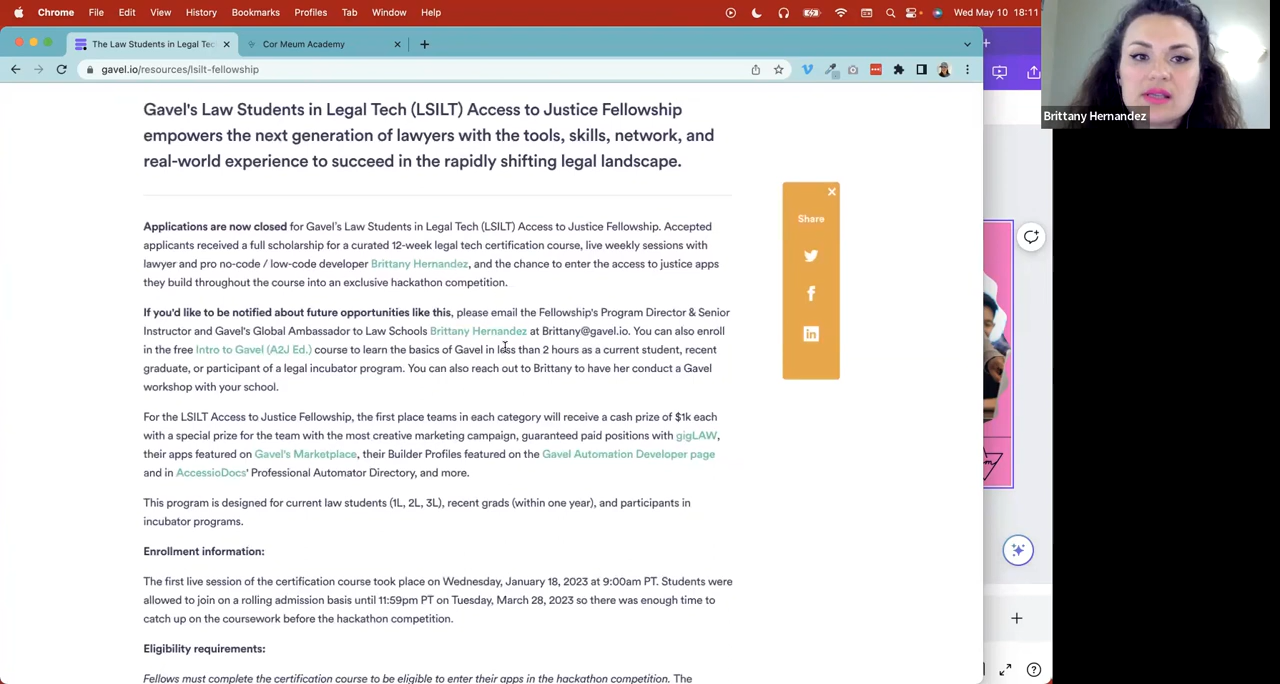 Chrome File Edit View History Bookmarks Profiles Tab Window Help Wed May 10 18:11
The Law Students in Legal Tec
Cor Meum Academy
gavel.io/resources/lsilt-fellowship
Brittany Hernandez
Gavel's Law Students in Legal Tech (LSILT) Access to Justice Fellowship
empowers the next generation of lawyers with the tools, skills, network, and
real-world experience to succeed in the rapidly shifting legal landscape.
Share
Applications are now closed for Gavel's Law Students in Legal Tech (LSILT) Access to Justice Fellowship. Accepted
applicants received a full scholarship for a curated 12-week legal tech certification course, live weekly sessions with
lawyer and pro no-code / low-code developer Brittany Hernandez, and the chance to enter the access to justice apps
they build throughout the course into an exclusive hackathon competition.
If you'd like to be notified about future opportunities like this, please email the Fellowship's Program Director & Senior
Instructor and Gavel's Global Ambassador to Law Schools Brittany Hernandez at Brittany@gavel.io. You can also enroll
in the free Intro to Gavel (A2J Ed.) course to learn the basics of Gavel in less than 2 hours as a current student, recent
graduate, or participant of a legal incubator program. You can also reach out to Brittany to have her conduct a Gavel
workshop with your school.
For the LSILT Access to Justice Fellowship, the first place teams in each category will receive a cash prize of $1k each
with a special prize for the team with the most creative marketing campaign, guaranteed paid positions with gigLAW,
their apps featured on Gavel's Marketplace, their Builder Profiles featured on the Gavel Automation Developer page
and in AccessioDocs' Professional Automator Directory, and more.
This program is designed for current law students (1L, 2L, 3L), recent grads (within one year), and participants in
incubator programs.
Enrollment information:
The first live session of the certification course took place on Wednesday, January 18, 2023 at 9:00am PT. Students were
allowed to join on a rolling admission basis until 11:59pm PT on Tuesday, March 28, 2023 so there was enough time to
catch up on the coursework before the hackathon competition.
Eligibility requirements:
Fellows must complete the certification course to be eligible to enter their apps in the hackathon competition. The